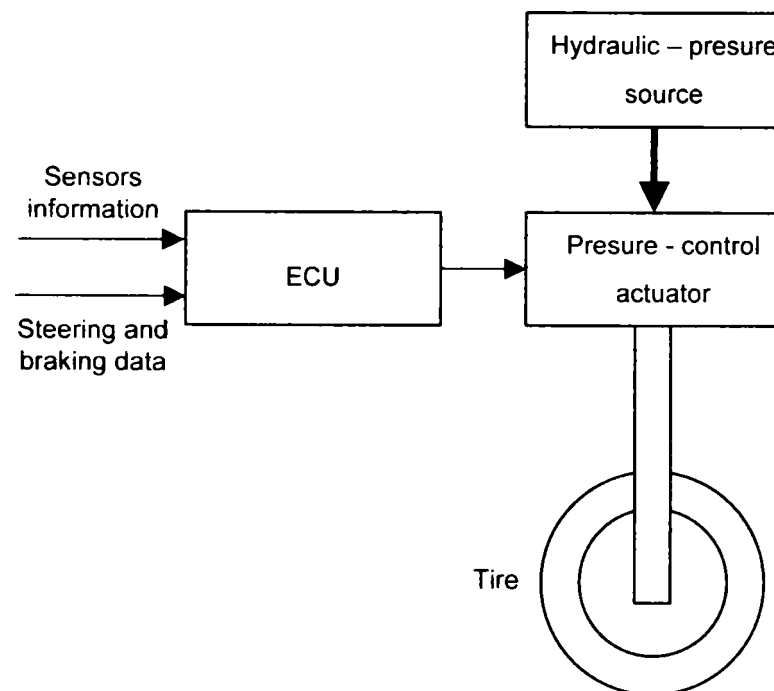 Hydraulic – presure
source
Sensors
information
ECU
Presure - control
actuator
Steering and
braking data
Tire